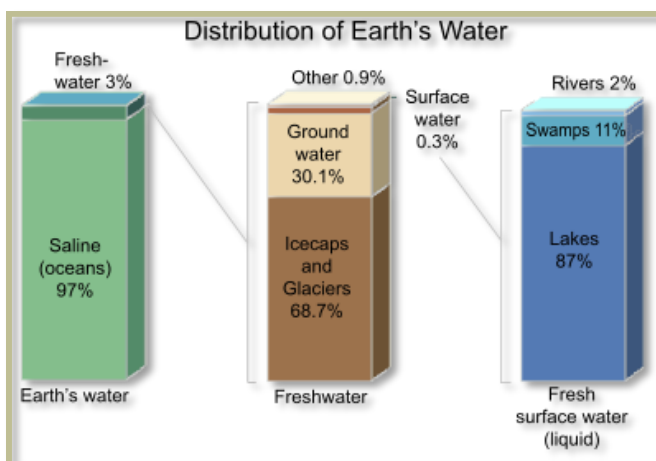 Distribution of Earth's Water
Fresh-
water 3%
Saline
(oceans)
97%
Earth's water
Other 0.9%
Surface
water
0.3%
Ground
water
30.1%
Icecaps
and
Glaciers
68.7%
Freshwater
Rivers 2%
Swamps 11%
Lakes
87%
Fresh
surface water
(liquid)